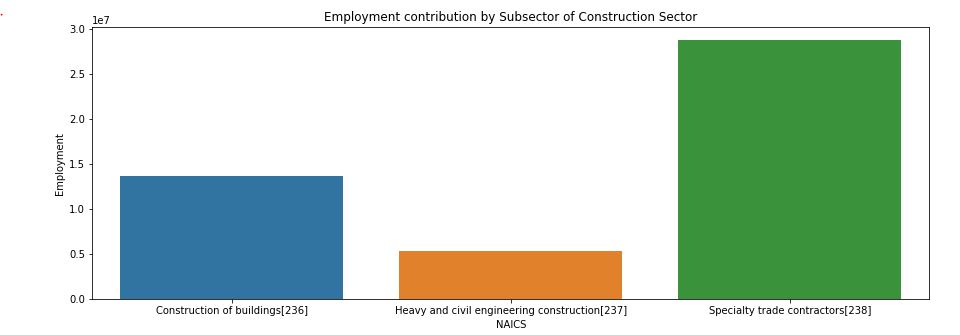 Employment contribution by Subsector of Construction Sector
1e7
3.0
2.5
2.0
1.5
1.0
0.5
0.0
Employment
Construction of buildings[236]
Heavy and civil engineering construction[237]
Specialty trade contractors[238]
NAICS